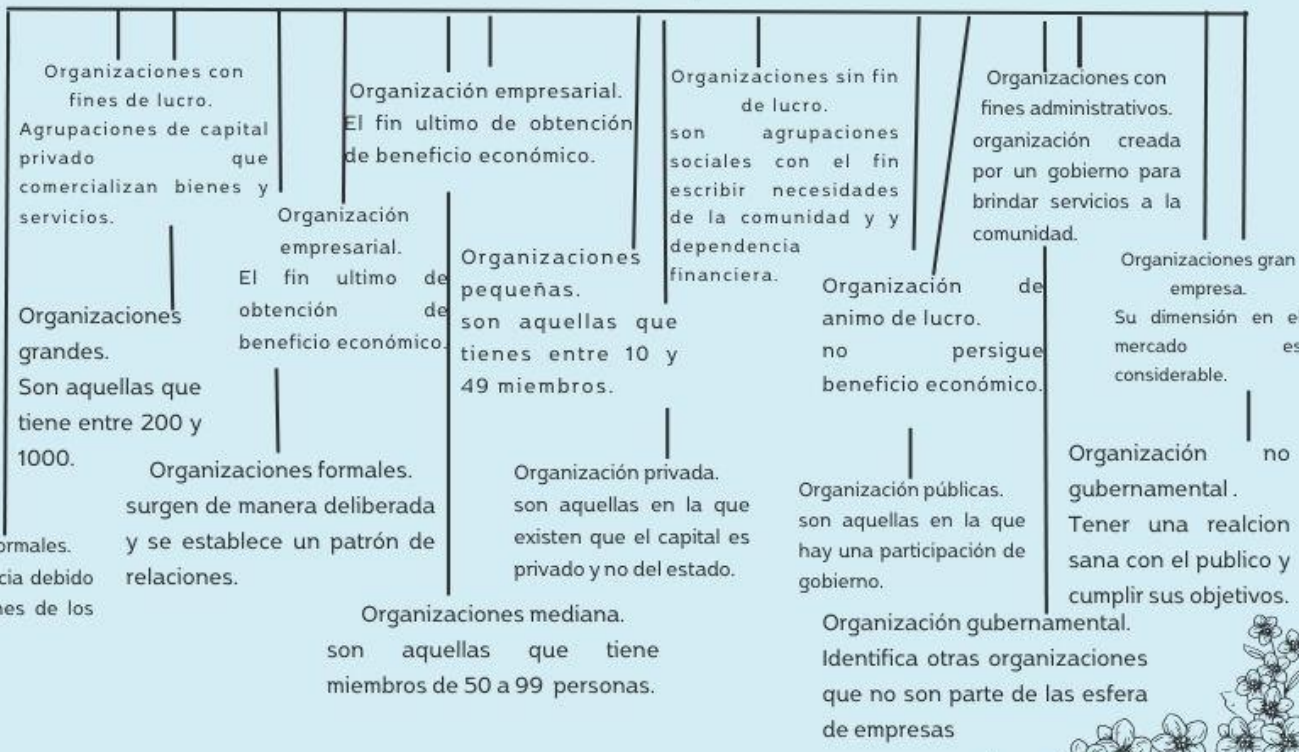 Organizaciones con
fines de lucro.
Agrupaciones de capital
privado que
comercializan bienes y
servicios.
Organizaciones
grandes.
Son aquellas que
tiene entre 200 y
1000.
ormales.
cia debido
nes de los
Organización
empresarial.
El fin ultimo de
obtención de
beneficio económico.
Organizaciones formales.
surgen de manera deliberada
y se establece un patrón de
relaciones.
Organización empresarial.
El fin ultimo de obtención
de beneficio económico.
Organizaciones
pequeñas.
son aquellas que
tienes entre 10 y
49 miembros.
Organización privada.
son aquellas en la que
existen que el capital es
privado y no del estado.
Organizaciones mediana.
son aquellas que tiene
miembros de 50 a 99 personas.
Organizaciones sin fin
de lucro.
son agrupaciones
sociales con el fin
escribir necesidades
de la comunidad y y
dependencia
financiera.
Organización de
animo de lucro.
no persigue
beneficio económico.
Organización públicas.
son aquellas en la que
hay una participación de
gobierno.
Organizaciones con
fines administrativos.
organización creada
por un gobierno para
brindar servicios a la
comunidad.
Organización gubernamental.
Identifica otras organizaciones
que no son parte de las esfera
de empresas
Organizaciones gran
empresa.
Su dimensión en e
mercado es
considerable.
Organización no
gubernamental.
Tener una realcion
sana con el publico y
cumplir sus objetivos.